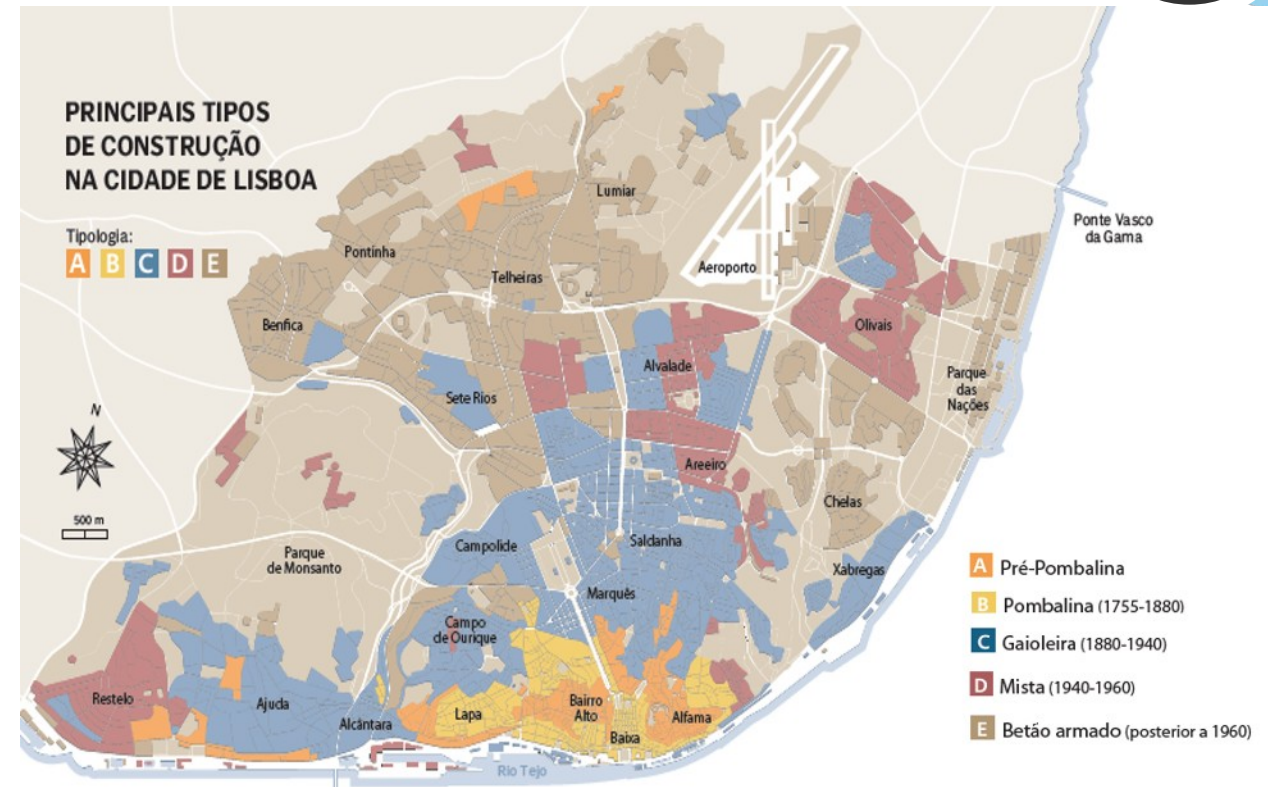 PRINCIPAIS TIPOS
DE CONSTRUÇÃO
NA CIDADE DE LISBOA
Tipologia:
A B C D E
Lumiar
Ponte Vasco
da Gama
Pontinha
Aeroporto
Telheiras
Benfica
Olivais
Alvalade
Parque
das
Nações
Sete Rios
N
Areeiro
Chelas
500 m
Saldanha
Campolide
Parque
de Monsanto
Xabregas
Marquês
Campo
de Ourique
Restelo
Ajuda
Alcântara
Lapa
Bairro
Alto
Alfama
Baixa
Rio Tejo
A Pré-Pombalina
B Pombalina (1755-1880)
C Gaioleira (1880-1940)
D Mista (1940-1960)
E Betão armado (posterior a 1960)